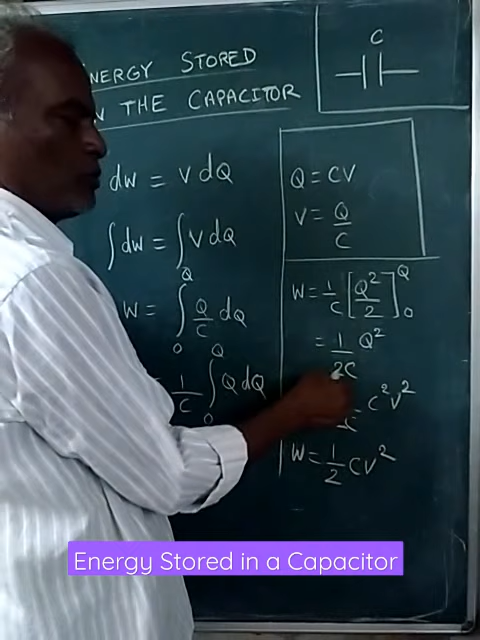 ENERGY STORED
IN THE CAPACITOR
C
dw = V dQ
∫dw = ∫V dQ
W = ∫₀^Q Q/C dQ
= 1/C ∫₀^Q Q dQ
Q = CV
V = Q/C
W = 1/C [Q²/2]₀^Q
= 1/2C Q²
C²V²
W = 1/2 CV²
Energy Stored in a Capacitor